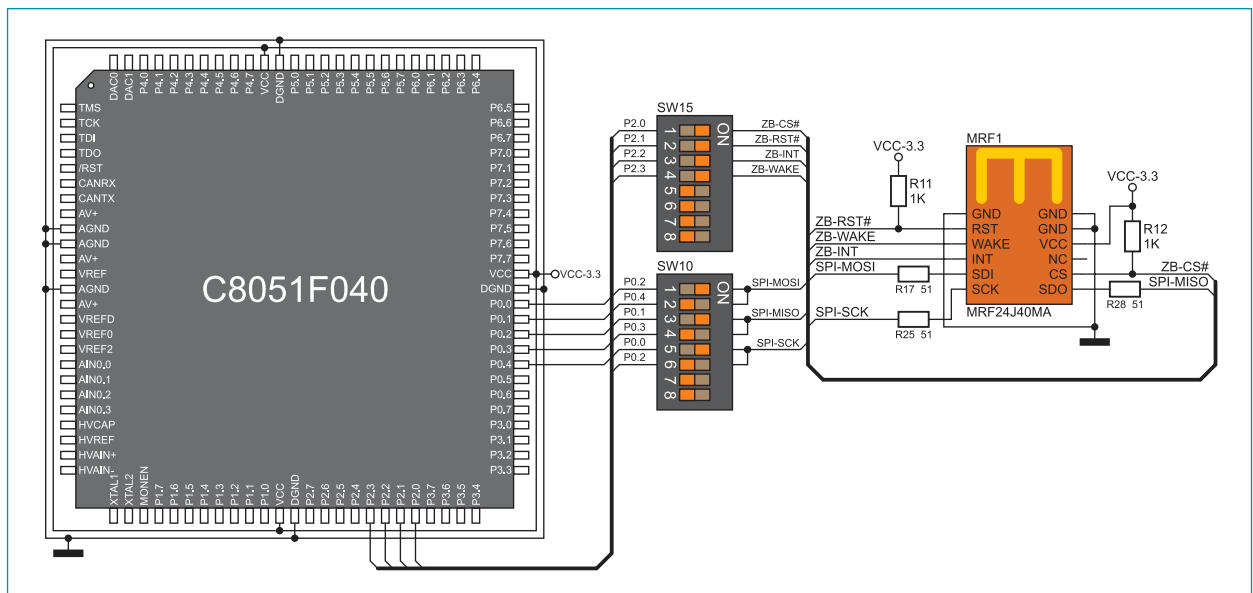 DAC0
DAC1
P4.0
P4.1
P4.2
P4.3
P4.4
P4.5
P4.6
P4.7
VCC
DGND
P5.0
P5.1
P5.2
P5.3
P5.4
P5.5
P5.6
P5.7
P6.0
P6.1
P6.2
P6.3
P6.4
TMS
TCK
TDI
TDO
/RST
CANRX
CANTX
AV+
AGND
AGND
AV+
VREF
AGND
AV+
VREFD
VREF0
VREF2
AIN0.0
AIN0.1
AIN0.2
AIN0.3
HVCAP
HVREF
HVAIN+
HVAIN-
C8051F040
P6.5
P6.6
P6.7
P7.0
P7.1
P7.2
P7.3
P7.4
P7.5
P7.6
P7.7
VCC
DGND
P0.0
P0.1
P0.2
P0.3
P0.4
P0.5
P0.6
P0.7
P3.0
P3.1
P3.2
P3.3
XTAL1
XTAL2
MONEN
P1.7
P1.6
P1.5
P1.4
P1.3
P1.2
P1.1
P1.0
VCC
DGND
P2.7
P2.6
P2.5
P2.4
P2.3
P2.2
P2.1
P2.0
P3.7
P3.6
P3.5
P3.4
VCC-3.3
SW15
P2.0
P2.1
P2.2
P2.3
1
2
3
4
5
6
7
8
ON
ZB-CS#
ZB-RST#
ZB-INT
ZB-WAKE
SW10
P0.2
P0.4
P0.1
P0.3
P0.0
P0.2
1
2
3
4
5
6
7
8
ON
SPI-MOSI
SPI-MISO
SPI-SCK
VCC-3.3
R11
1K
ZB-RST#
ZB-WAKE
ZB-INT
SPI-MOSI
R17 51
SPI-SCK
R25 51
MRF1
GND
RST
WAKE
INT
SDI
SCK
GND
GND
VCC
NC
CS
SDO
MRF24J40MA
VCC-3.3
R12
1K
ZB-CS#
SPI-MISO
R28 51